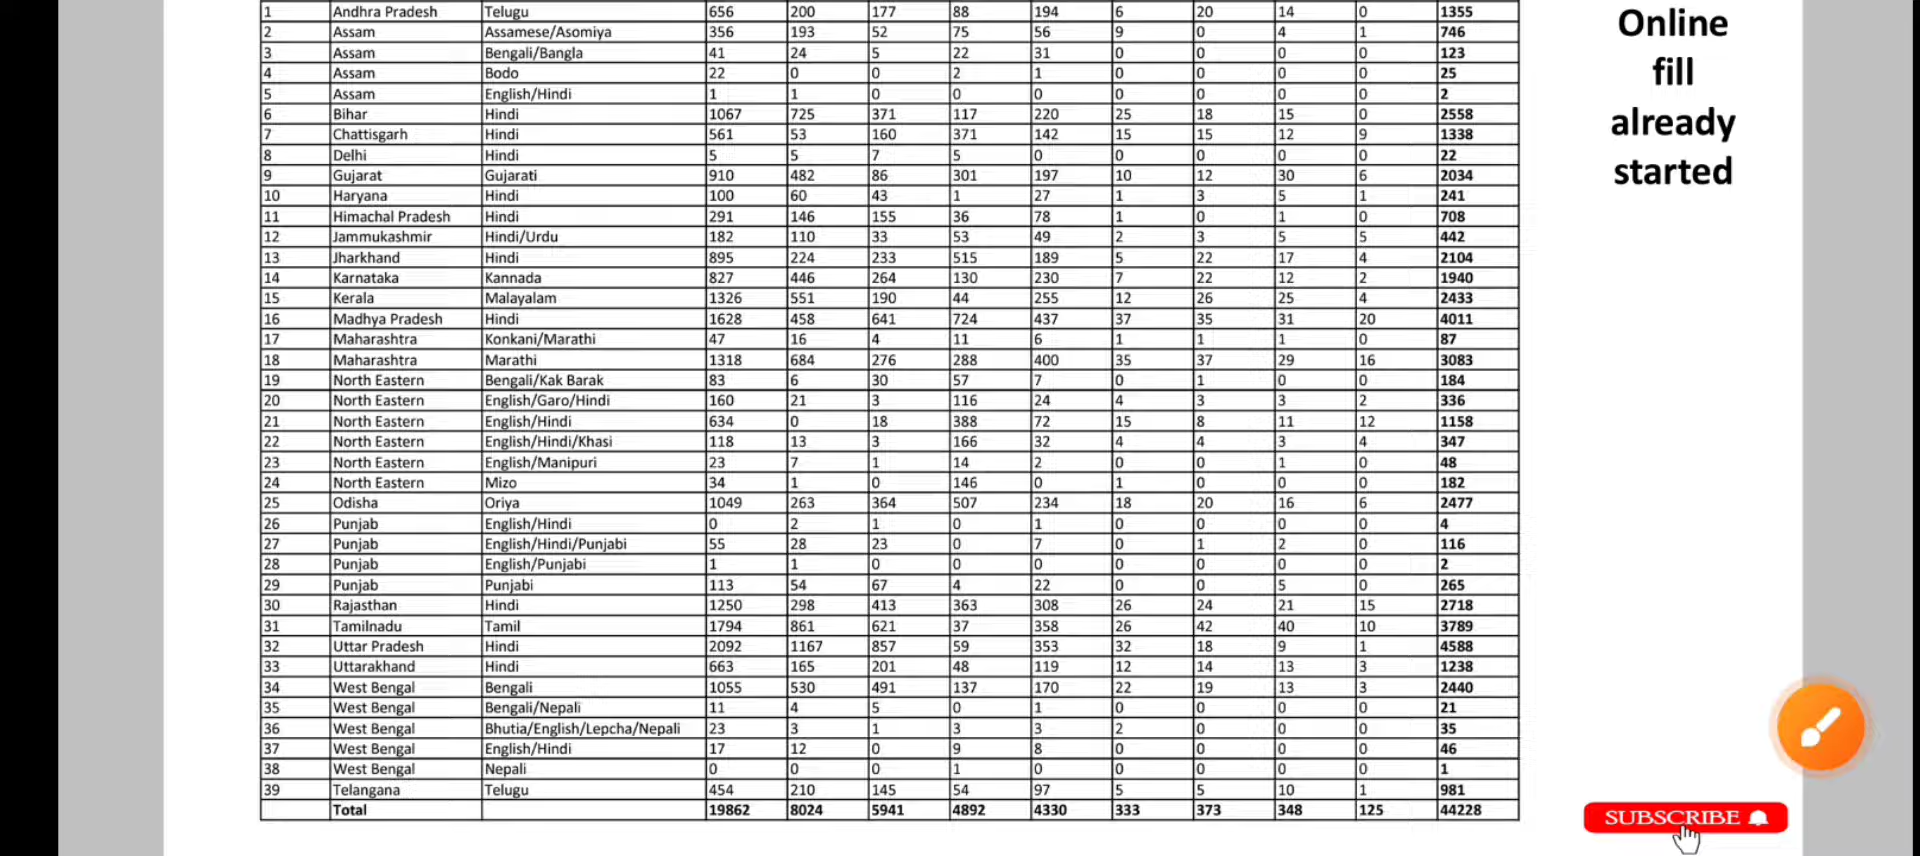 1 Andhra Pradesh Telugu 656 200 177 88 194 6 20 14 0 1355
2 Assam Assamese/Asomiya 356 193 52 75 56 9 0 4 1 746
3 Assam Bengali/Bangla 41 24 5 22 31 0 0 0 0 123
4 Assam Bodo 22 0 0 2 1 0 0 0 0 25
5 Assam English/Hindi 1 1 0 0 0 0 0 0 0 2
6 Bihar Hindi 1067 725 371 117 220 25 18 15 0 2558
7 Chattisgarh Hindi 561 53 160 371 142 15 15 12 9 1338
8 Delhi Hindi 5 5 7 5 0 0 0 0 0 22
9 Gujarat Gujarati 910 482 86 301 197 10 12 30 6 2034
10 Haryana Hindi 100 60 43 1 27 1 3 5 1 241
11 Himachal Pradesh Hindi 291 146 155 36 78 1 0 1 0 708
12 Jammukashmir Hindi/Urdu 182 110 33 53 49 2 3 5 5 442
13 Jharkhand Hindi 895 224 233 515 189 5 22 17 4 2104
14 Karnataka Kannada 827 446 264 130 230 7 22 12 2 1940
15 Kerala Malayalam 1326 551 190 44 255 12 26 25 4 2433
16 Madhya Pradesh Hindi 1628 458 641 724 437 37 35 31 20 4011
17 Maharashtra Konkani/Marathi 47 16 4 11 6 1 1 1 0 87
18 Maharashtra Marathi 1318 684 276 288 400 35 37 29 16 3083
19 North Eastern Bengali/Kak Barak 83 6 30 57 7 0 1 0 0 184
20 North Eastern English/Garo/Hindi 160 21 3 116 24 4 3 3 2 336
21 North Eastern English/Hindi 634 0 18 388 72 15 8 11 12 1158
22 North Eastern English/Hindi/Khasi 118 13 3 166 32 4 4 3 4 347
23 North Eastern English/Manipuri 23 7 1 14 2 0 0 1 0 48
24 North Eastern Mizo 34 1 0 146 0 1 0 0 0 182
25 Odisha Oriya 1049 263 364 507 234 18 20 16 6 2477
26 Punjab English/Hindi 0 2 1 0 1 0 0 0 0 4
27 Punjab English/Hindi/Punjabi 55 28 23 0 7 0 1 2 0 116
28 Punjab English/Punjabi 1 1 0 0 0 0 0 0 0 2
29 Punjab Punjabi 113 54 67 4 22 0 0 5 0 265
30 Rajasthan Hindi 1250 298 413 363 308 26 24 21 15 2718
31 Tamilnadu Tamil 1794 861 621 37 358 26 42 40 10 3789
32 Uttar Pradesh Hindi 2092 1167 857 59 353 32 18 9 1 4588
33 Uttarakhand Hindi 663 165 201 48 119 12 14 13 3 1238
34 West Bengal Bengali 1055 530 491 137 170 22 19 13 3 2440
35 West Bengal Bengali/Nepali 11 4 5 0 1 0 0 0 0 21
36 West Bengal Bhutia/English/Lepcha/Nepali 23 3 1 3 3 2 0 0 0 35
37 West Bengal English/Hindi 17 12 0 9 8 0 0 0 0 46
38 West Bengal Nepali 0 0 0 1 0 0 0 0 0 1
39 Telangana Telugu 454 210 145 54 97 5 5 10 1 981
Total 19862 8024 5941 4892 4330 333 373 348 125 44228
Online
fill
already
started
SUBSCRIBE